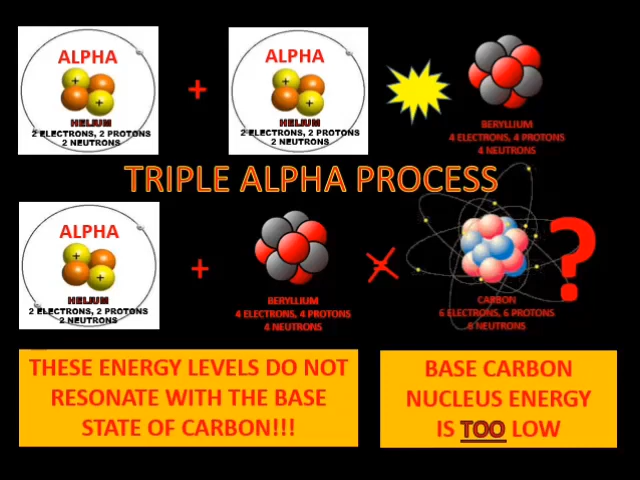 ALPHA
+
HELIUM
2 ELECTRONS, 2 PROTONS
2 NEUTRONS
+
ALPHA
+
HELIUM
2 ELECTRONS, 2 PROTONS
2 NEUTRONS
BERYLLIUM
4 ELECTRONS, 4 PROTONS
4 NEUTRONS
TRIPLE ALPHA PROCESS
ALPHA
+
HELIUM
2 ELECTRONS, 2 PROTONS
2 NEUTRONS
+
BERYLLIUM
4 ELECTRONS, 4 PROTONS
4 NEUTRONS
?
CARBON
6 ELECTRONS, 6 PROTONS
6 NEUTRONS
THESE ENERGY LEVELS DO NOT
RESONATE WITH THE BASE
STATE OF CARBON!!!
BASE CARBON
NUCLEUS ENERGY
IS TOO LOW